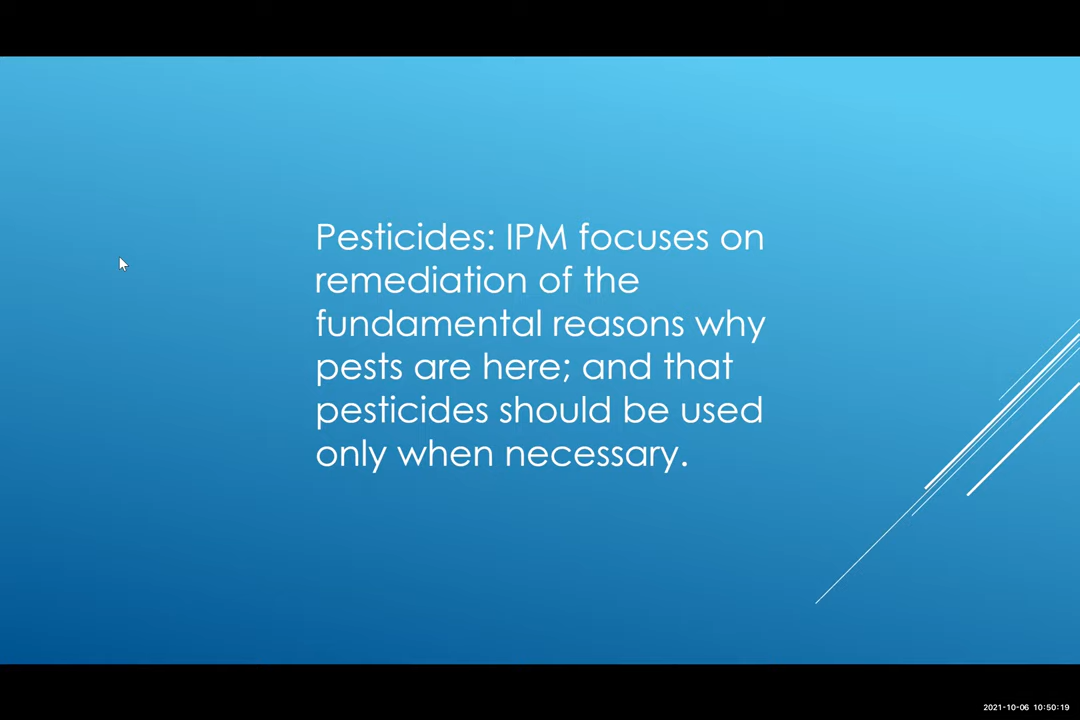 Pesticides: IPM focuses on
remediation of the
fundamental reasons why
pests are here; and that
pesticides should be used
only when necessary.
2021-10-06 10:50:19